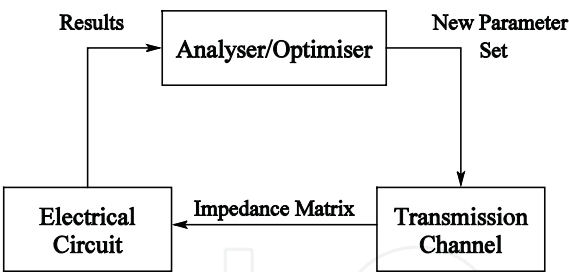 Results
Analyser/Optimiser
New Parameter
Set
Electrical
Circuit
Impedance Matrix
Transmission
Channel